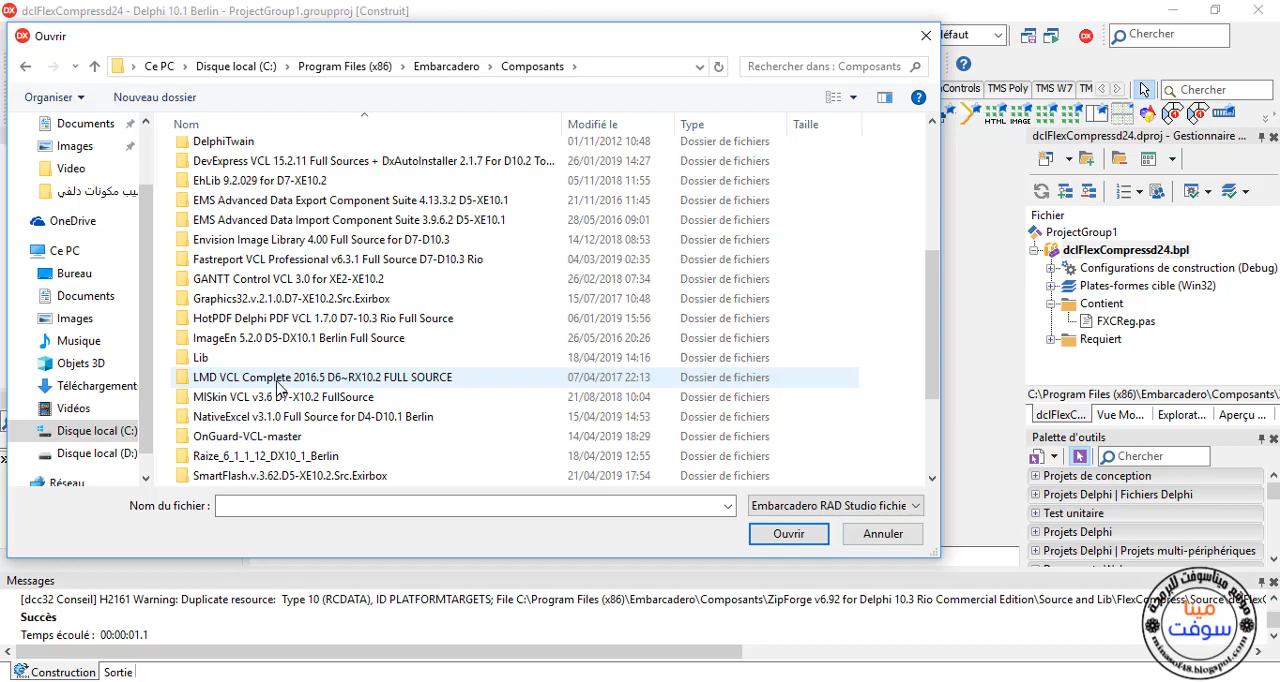 dclFlexCompressd24 - Delphi 10.1 Berlin - ProjectGroup1.groupproj [Construit]
Ouvrir
éfaut
Chercher
Ce PC > Disque local (C:) > Program Files (x86) > Embarcadero > Composants >
Rechercher dans : Composants
Organiser
Nouveau dossier
Controls
TMS Poly
TMS W7
TM
Chercher
HTML
IMAGE
Nom
Modifié le
Type
Taille
Documents
Images
Video
يب مكونات دلفي
OneDrive
Ce PC
Bureau
Documents
Images
Musique
Objets 3D
Téléchargement
Vidéos
Disque local (C:)
Disque local (D:)
Réseau
DelphiTwain 01/11/2012 10:48 Dossier de fichiers
DevExpress VCL 15.2.11 Full Sources + DxAutoInstaller 2.1.7 For D10.2 To... 26/01/2019 14:27 Dossier de fichiers
EhLib 9.2.029 for D7-XE10.2 05/11/2018 11:55 Dossier de fichiers
EMS Advanced Data Export Component Suite 4.13.3.2 D5-XE10.1 21/11/2016 11:45 Dossier de fichiers
EMS Advanced Data Import Component Suite 3.9.6.2 D5-XE10.1 28/05/2016 09:01 Dossier de fichiers
Envision Image Library 4.00 Full Source for D7-D10.3 14/12/2018 08:53 Dossier de fichiers
Fastreport VCL Professional v6.3.1 Full Source D7-D10.3 Rio 04/03/2019 02:35 Dossier de fichiers
GANTT Control VCL 3.0 for XE2-XE10.2 26/02/2018 07:34 Dossier de fichiers
Graphics32.v.2.1.0.D7-XE10.2.Src.Exirbox 15/07/2017 10:48 Dossier de fichiers
HotPDF Delphi PDF VCL 1.7.0 D7-10.3 Rio Full Source 06/01/2019 15:56 Dossier de fichiers
ImageEn 5.2.0 D5-DX10.1 Berlin Full Source 26/05/2016 20:26 Dossier de fichiers
Lib 18/04/2019 14:16 Dossier de fichiers
LMD VCL Complete 2016.5 D6~RX10.2 FULL SOURCE 07/04/2017 22:13 Dossier de fichiers
MISkin VCL v3.6 D7-X10.2 FullSource 21/08/2018 10:04 Dossier de fichiers
NativeExcel v3.1.0 Full Source for D4-D10.1 Berlin 15/04/2019 14:53 Dossier de fichiers
OnGuard-VCL-master 14/04/2019 18:29 Dossier de fichiers
Raize_6_1_1_12_DX10_1_Berlin 18/04/2019 12:55 Dossier de fichiers
SmartFlash.v.3.62.D5-XE10.2.Src.Exirbox 21/04/2019 17:54 Dossier de fichiers
Nom du fichier :
Embarcadero RAD Studio fichie
Ouvrir
Annuler
dclFlexCompressd24.dproj - Gestionnaire
Fichier
ProjectGroup1
dclFlexCompressd24.bpl
Configurations de construction (Debug)
Plates-formes cible (Win32)
Contient
FXCReg.pas
Requiert
C:\Program Files (x86)\Embarcadero\Composants\
dclFlexC...
Vue Mo...
Explorat...
Aperçu ...
Palette d'outils
Chercher
Projets de conception
Projets Delphi | Fichiers Delphi
Test unitaire
Projets Delphi
Projets Delphi | Projets multi-périphériques
Messages
[dcc32 Conseil] H2161 Warning: Duplicate resource: Type 10 (RCDATA), ID PLATFORMTARGETS; File C:\Program Files (x86)\Embarcadero\Composants\ZipForge v6.92 for Delphi 10.3 Rio Commercial Edition\Source and Lib\FlexCompress\Source
Succès
Temps écoulé : 00:00:01.1
Construction
Sortie
موقع ميناسوفت للبرمجة
مينا
سوفت
minasof48.blogspot.com